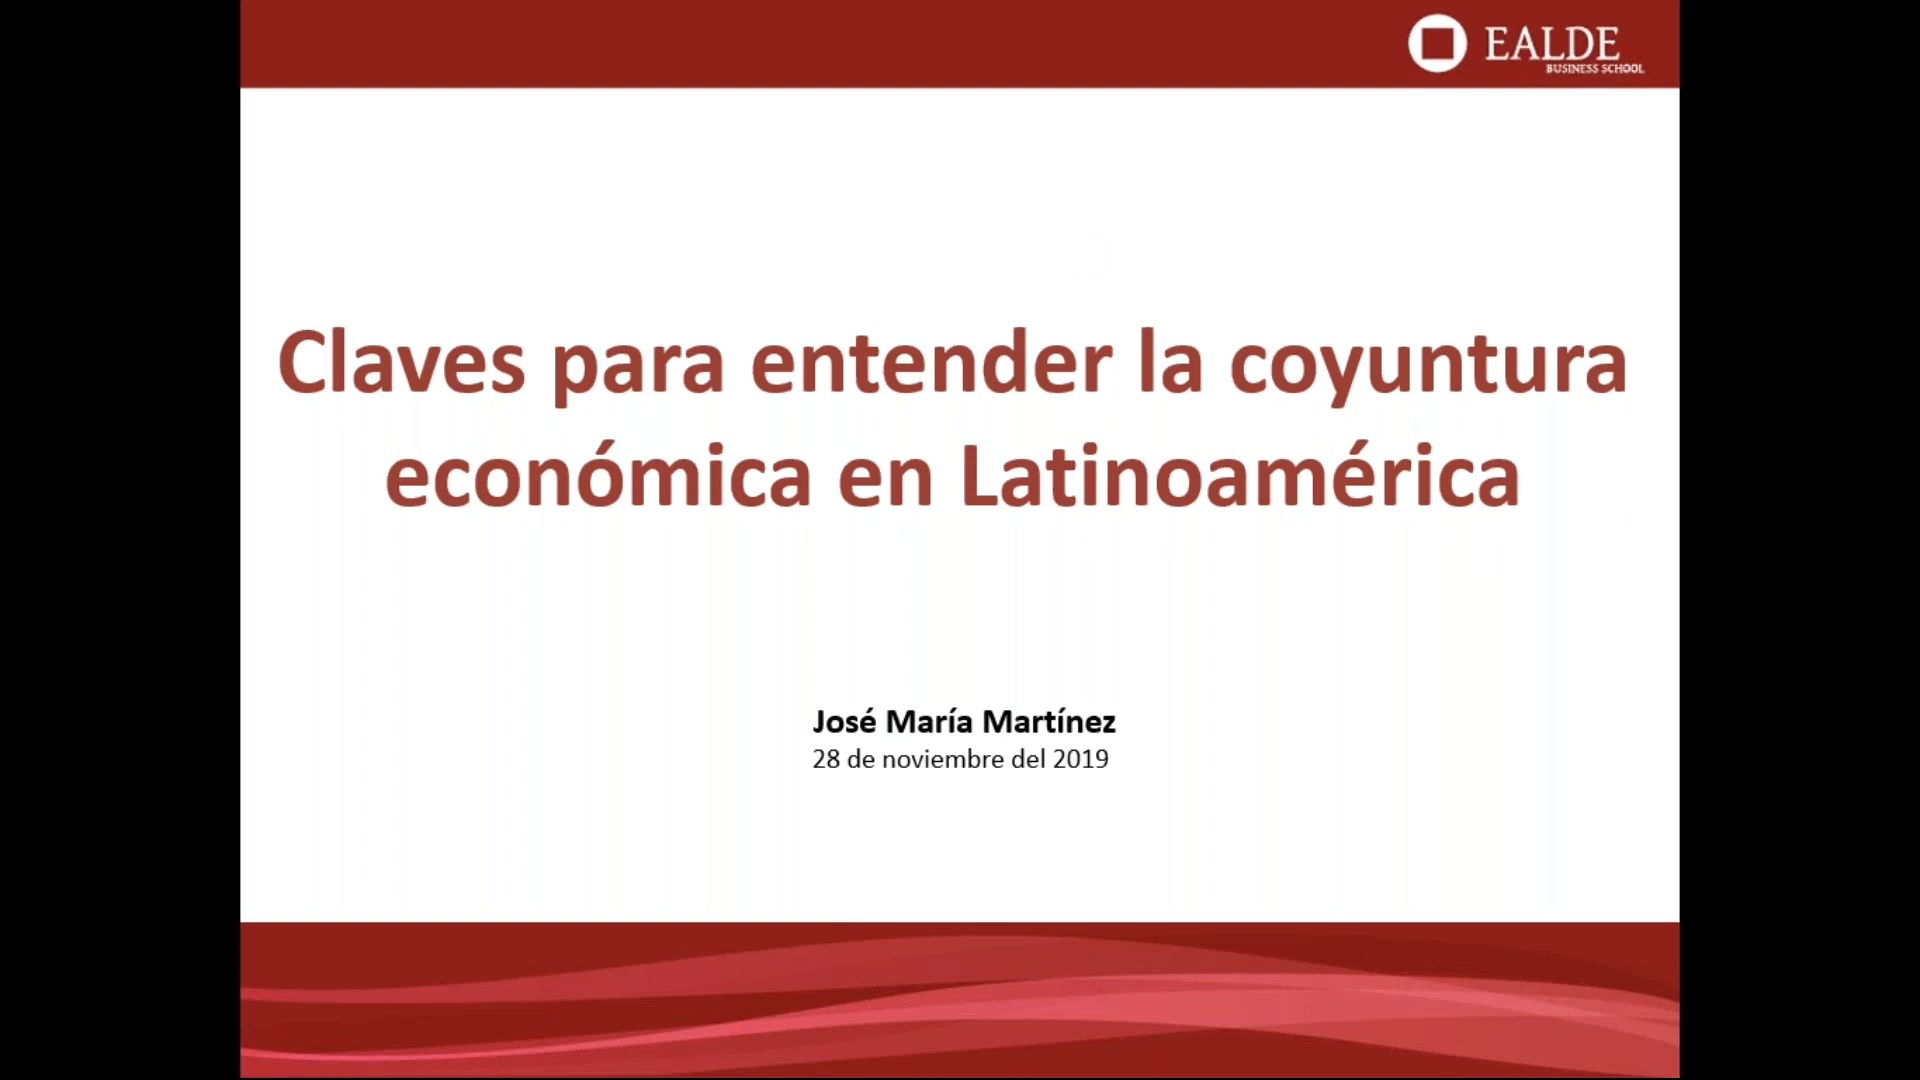 EALDE
BUSINESS SCHOOL
Claves para entender la coyuntura
económica en Latinoamérica
José María Martínez
28 de noviembre del 2019